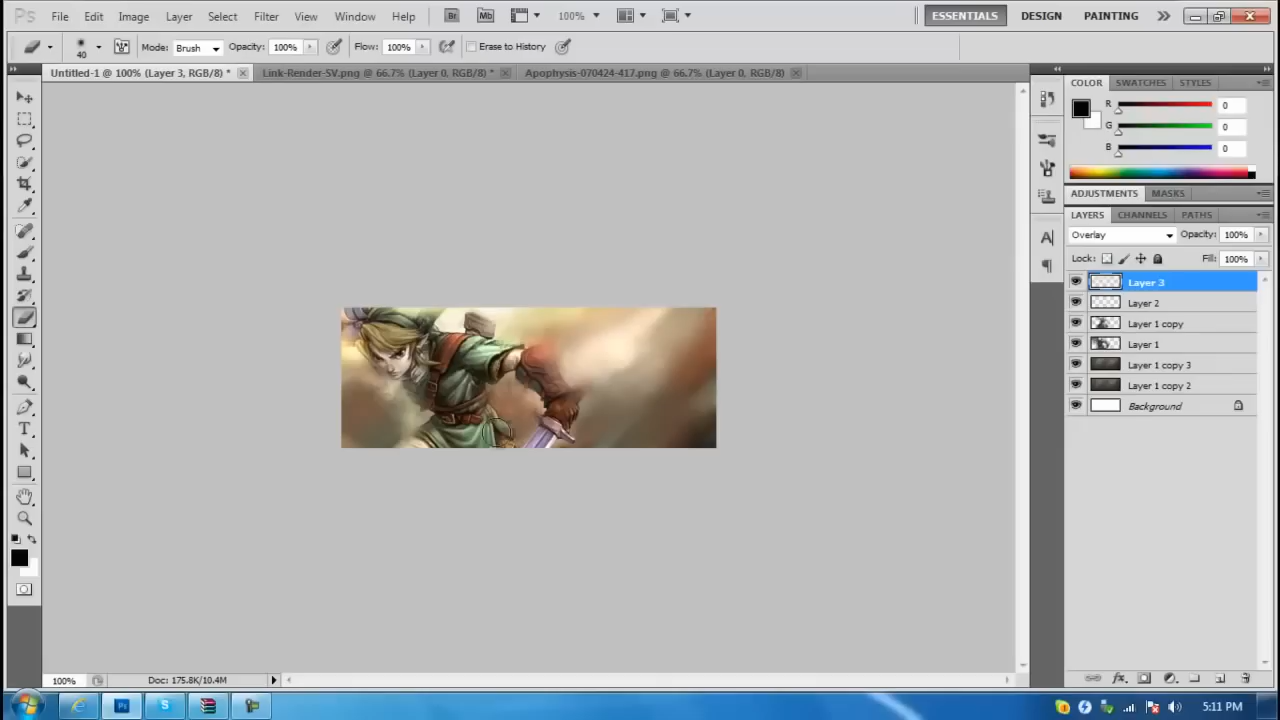 Ps File Edit Image Layer Select Filter View Window Help Br Mb 100% ESSENTIALS DESIGN PAINTING
40 Mode: Brush Opacity: 100% Flow: 100% Erase to History
Untitled-1 @ 100% (Layer 3, RGB/8) * Link-Render-SV.png @ 66.7% (Layer 0, RGB/8) * Apophysis-070424-417.png @ 66.7% (Layer 0, RGB/8)
COLOR SWATCHES STYLES
R 0
G 0
B 0
ADJUSTMENTS MASKS
LAYERS CHANNELS PATHS
Overlay Opacity: 100%
Lock: Fill: 100%
Layer 3
Layer 2
Layer 1 copy
Layer 1
Layer 1 copy 3
Layer 1 copy 2
Background
A
T
fx
100% Doc: 175.8K/10.4M
5:11 PM